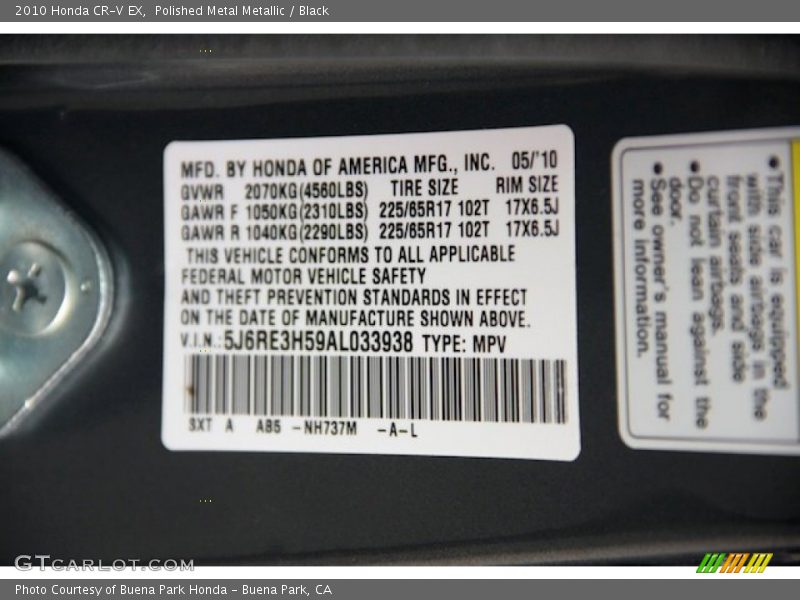 2010 Honda CR-V EX,  Polished Metal Metallic / Black
MFD. BY HONDA OF AMERICA MFG., INC.  05/'10
GVWR  2070KG(4560LBS)  TIRE SIZE  RIM SIZE
GAWR F 1050KG(2310LBS) 225/65R17 102T 17X6.5J
GAWR R 1040KG(2290LBS) 225/65R17 102T 17X6.5J
THIS VEHICLE CONFORMS TO ALL APPLICABLE
FEDERAL MOTOR VEHICLE SAFETY
AND THEFT PREVENTION STANDARDS IN EFFECT
ON THE DATE OF MANUFACTURE SHOWN ABOVE.
V.I.N.: 5J6RE3H59AL033938 TYPE: MPV
SXT A AB5 -NH737M -A-L
• This car is equipped
with side airbags in the
front seats and side
curtain airbags.
• Do not lean against the
door.
• See owner's manual for
more information.
GTCARLOT.COM
Photo Courtesy of Buena Park Honda - Buena Park, CA